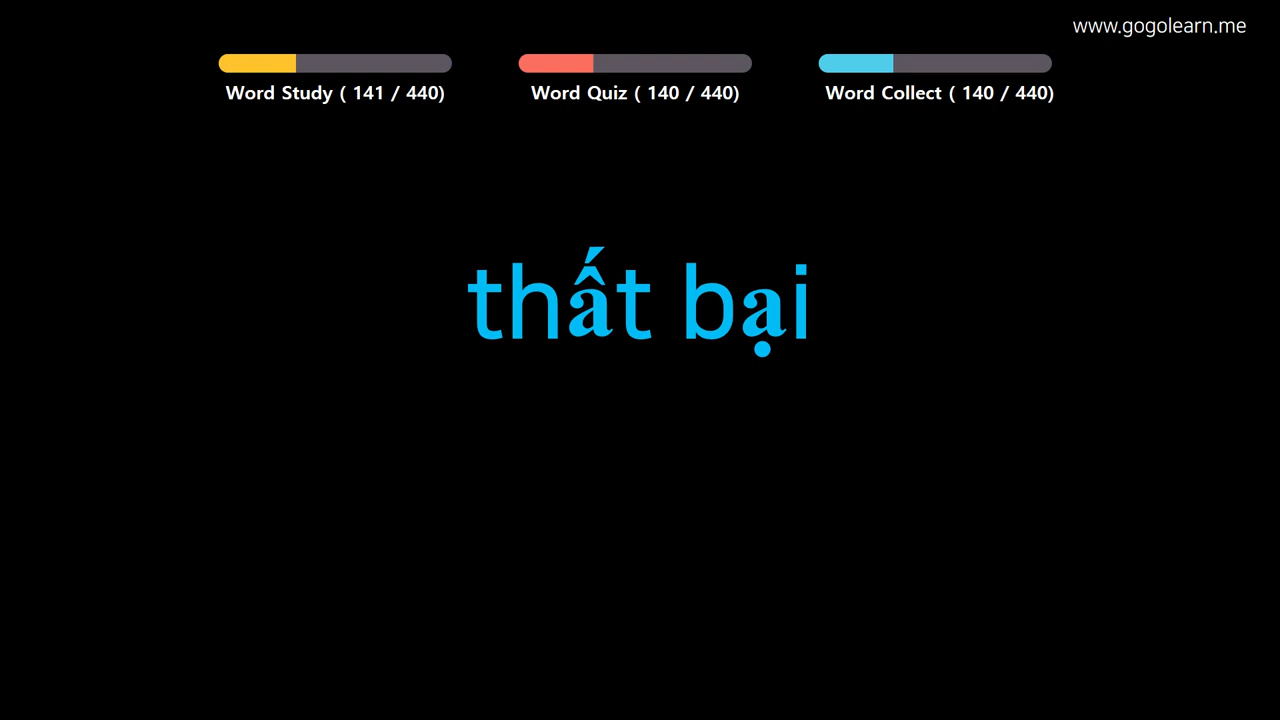 www.gogolearn.me
Word Study ( 141 / 440)
Word Quiz ( 140 / 440)
Word Collect ( 140 / 440)
thất bại